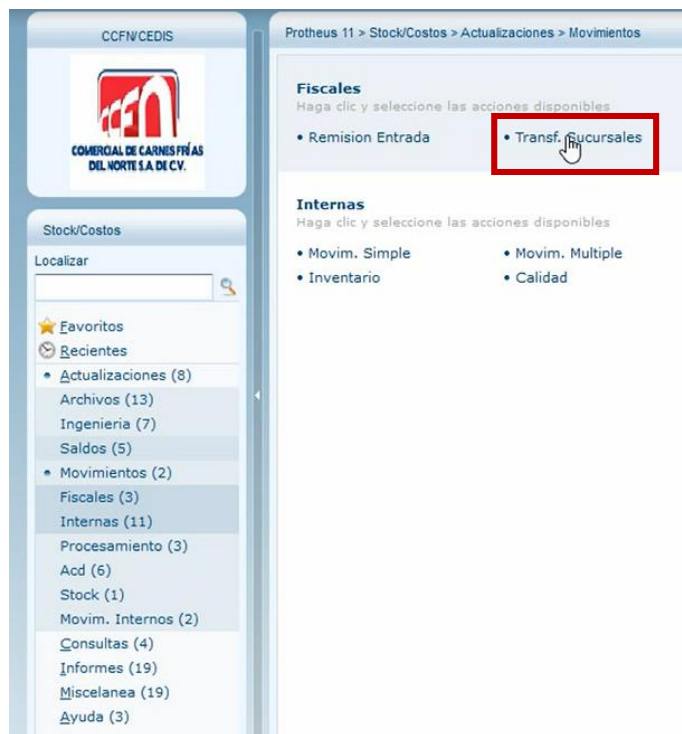 CCFN/CEDIS
CCFN
COMERCIAL DE CARNES FRÍAS
DEL NORTE S.A. DE C.V.
Stock/Costos
Localizar
Favoritos
Recientes
• Actualizaciones (8)
Archivos (13)
Ingenieria (7)
Saldos (5)
• Movimientos (2)
Fiscales (3)
Internas (11)
Procesamiento (3)
Acd (6)
Stock (1)
Movim. Internos (2)
Consultas (4)
Informes (19)
Miscelanea (19)
Ayuda (3)
Protheus 11 > Stock/Costos > Actualizaciones > Movimientos
Fiscales
Haga clic y seleccione las acciones disponibles
• Remision Entrada • Transf. Sucursales
Internas
Haga clic y seleccione las acciones disponibles
• Movim. Simple • Movim. Multiple
• Inventario • Calidad